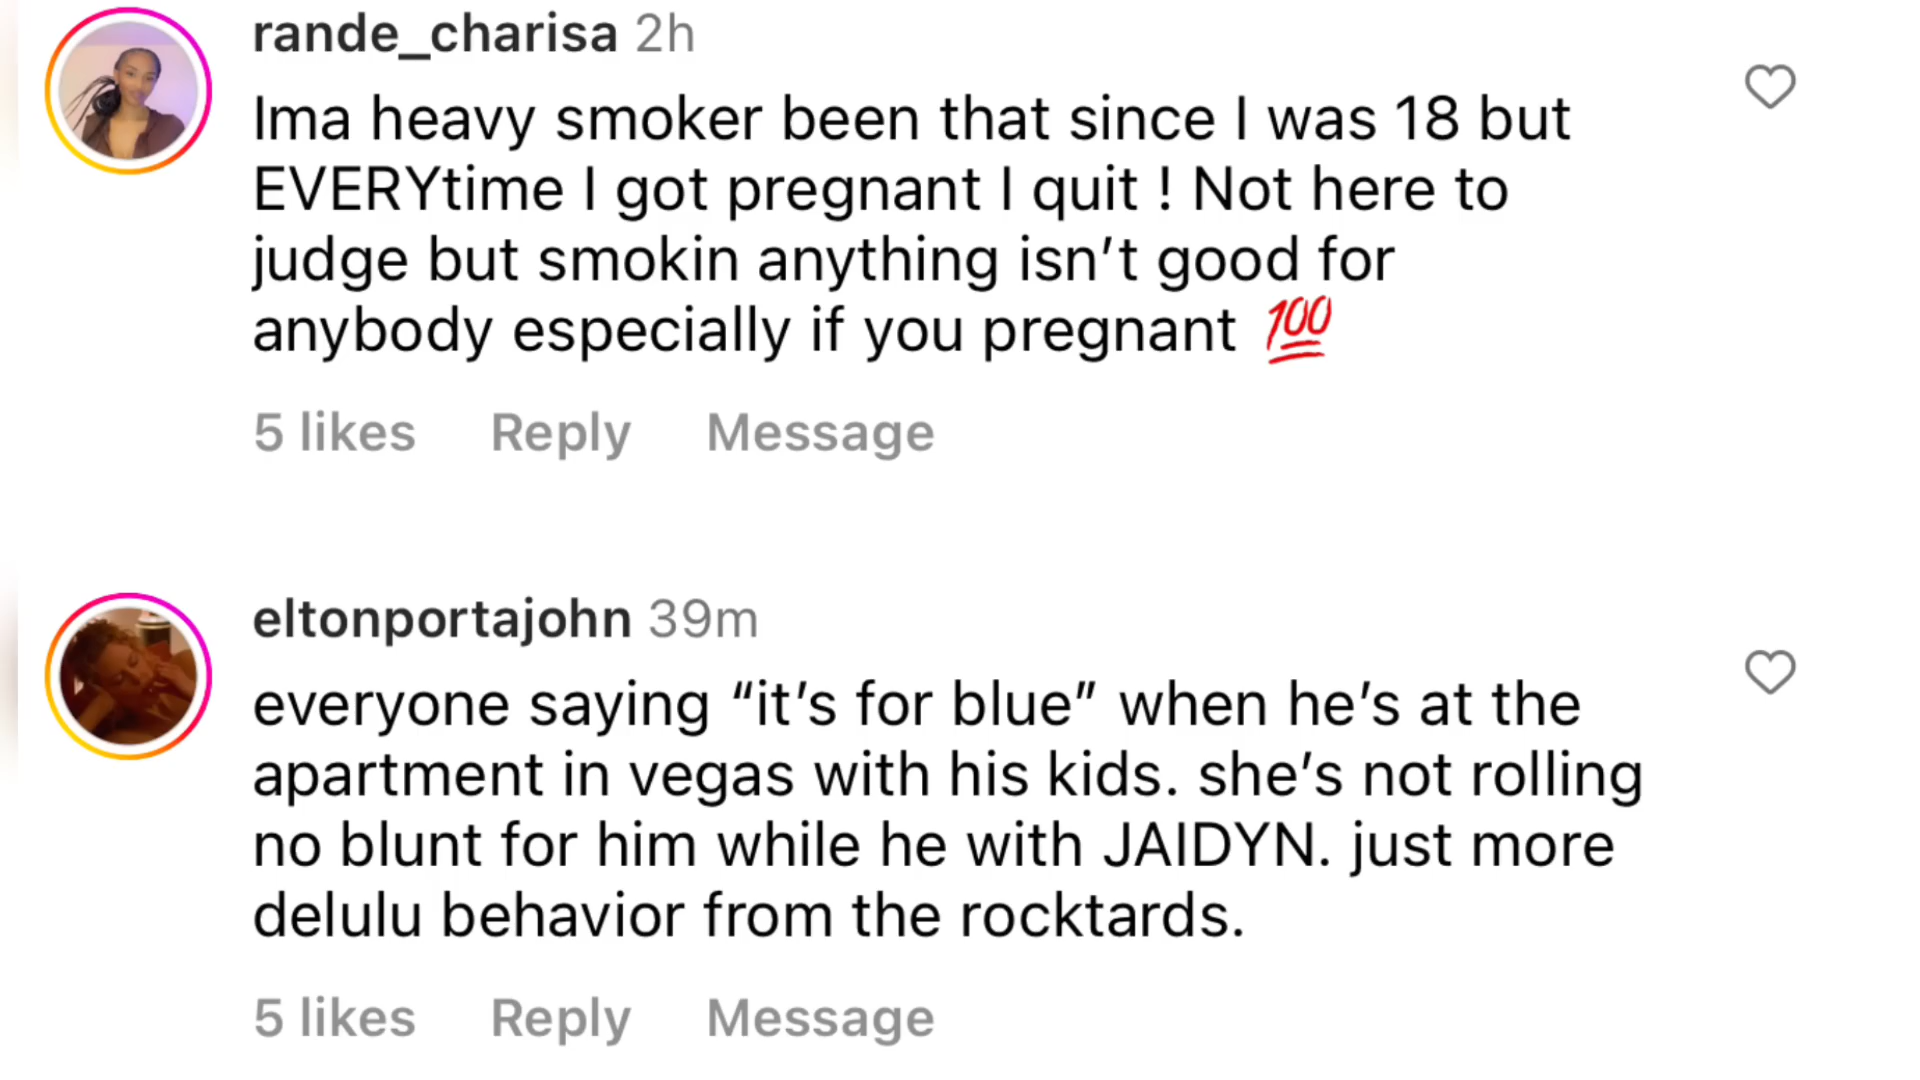 rande_charisa 2h
Ima heavy smoker been that since I was 18 but
EVERYtime I got pregnant I quit ! Not here to
judge but smokin anything isn’t good for
anybody especially if you pregnant 💯
5 likes Reply Message
eltonportajohn 39m
everyone saying “it’s for blue” when he’s at the
apartment in vegas with his kids. she’s not rolling
no blunt for him while he with JAIDYN. just more
delulu behavior from the rocktards.
5 likes Reply Message